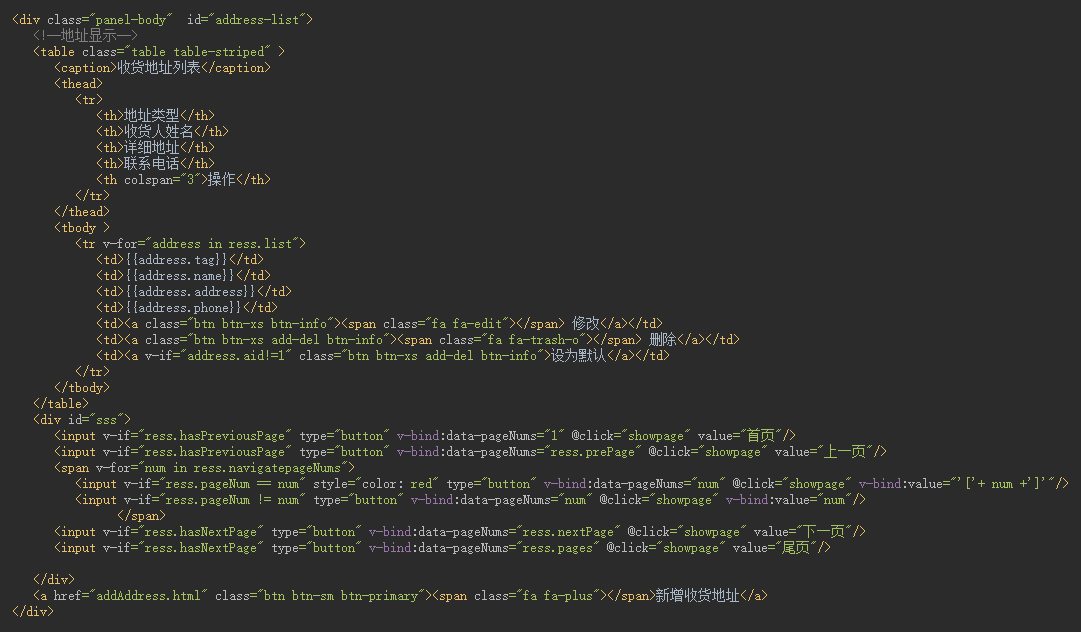 <div class="panel-body"  id="address-list">
<!--地址显示-->
<table class="table table-striped" >
<caption>收货地址列表</caption>
<thead>
<tr>
<th>地址类型</th>
<th>收货人姓名</th>
<th>详细地址</th>
<th>联系电话</th>
<th colspan="3">操作</th>
</tr>
</thead>
<tbody >
<tr v-for="address in ress.list">
<td>{{address.tag}}</td>
<td>{{address.name}}</td>
<td>{{address.address}}</td>
<td>{{address.phone}}</td>
<td><a class="btn btn-xs btn-info"><span class="fa fa-edit"></span> 修改</a></td>
<td><a class="btn btn-xs add-del btn-info"><span class="fa fa-trash-o"></span> 删除</a></td>
<td><a v-if="address.aid!=1" class="btn btn-xs add-del btn-info">设为默认</a></td>
</tr>
</tbody>
</table>
<div id="sss">
<input v-if="ress.hasPreviousPage" type="button" v-bind:data-pageNums="1" @click="showpage" value="首页"/>
<input v-if="ress.hasPreviousPage" type="button" v-bind:data-pageNums="ress.prePage" @click="showpage" value="上一页"/>
<span v-for="num in ress.navigatepageNums">
<input v-if="ress.pageNum == num" style="color: red" type="button" v-bind:data-pageNums="num" @click="showpage" v-bind:value="'['+ num +']'"/>
<input v-if="ress.pageNum != num" type="button" v-bind:data-pageNums="num" @click="showpage" v-bind:value="num"/>
</span>
<input v-if="ress.hasNextPage" type="button" v-bind:data-pageNums="ress.nextPage" @click="showpage" value="下一页"/>
<input v-if="ress.hasNextPage" type="button" v-bind:data-pageNums="ress.pages" @click="showpage" value="尾页"/>
</div>
<a href="addAddress.html" class="btn btn-sm btn-primary"><span class="fa fa-plus"></span>新增收货地址</a>
</div>